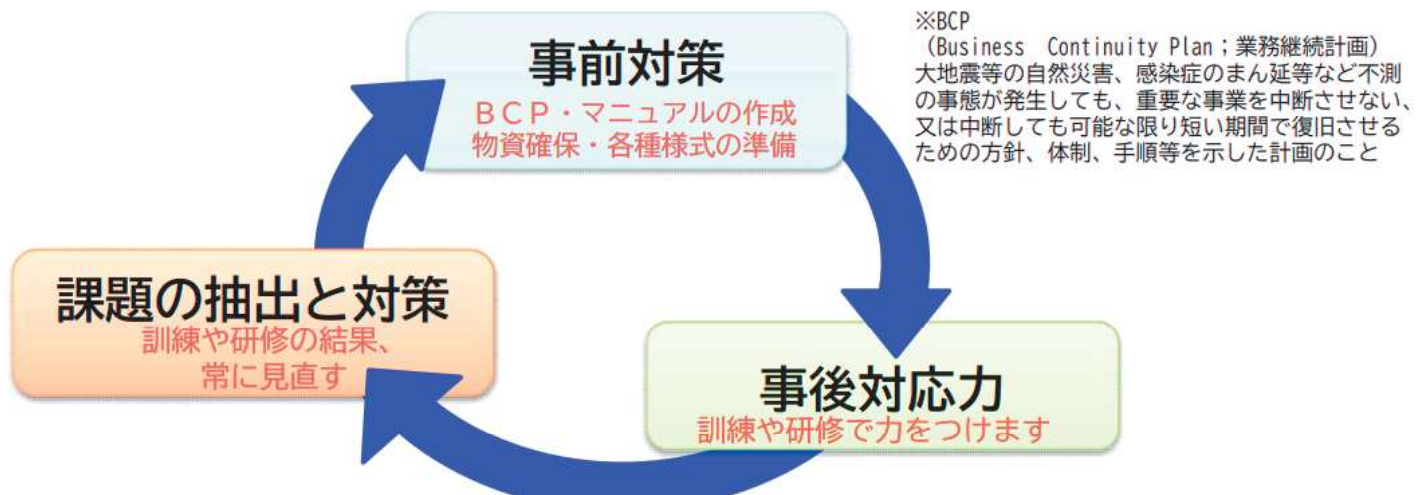 事前対策
ＢＣＰ・マニュアルの作成
物資確保・各種様式の準備
※BCP
（Business　Continuity Plan；業務継続計画）
大地震等の自然災害、感染症のまん延等など不測
の事態が発生しても、重要な事業を中断させない、
又は中断しても可能な限り短い期間で復旧させる
ための方針、体制、手順等を示した計画のこと
事後対応力
訓練や研修で力をつけます
課題の抽出と対策
訓練や研修の結果、
常に見直す